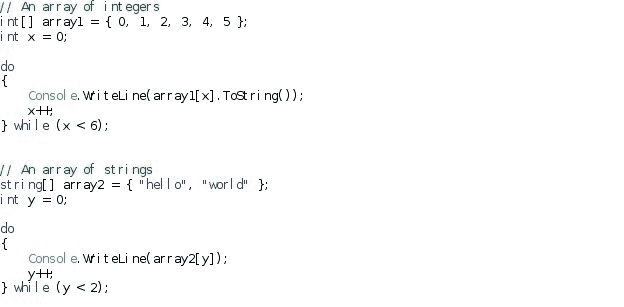 // An array of integers
int[] array1 = { 0, 1, 2, 3, 4, 5 };
int x = 0;
do
{
Console.WriteLine(array1[x].ToString());
x++;
} while (x < 6);
// An array of strings
string[] array2 = { "hello", "world" };
int y = 0;
do
{
Console.WriteLine(array2[y]);
y++;
} while (y < 2);